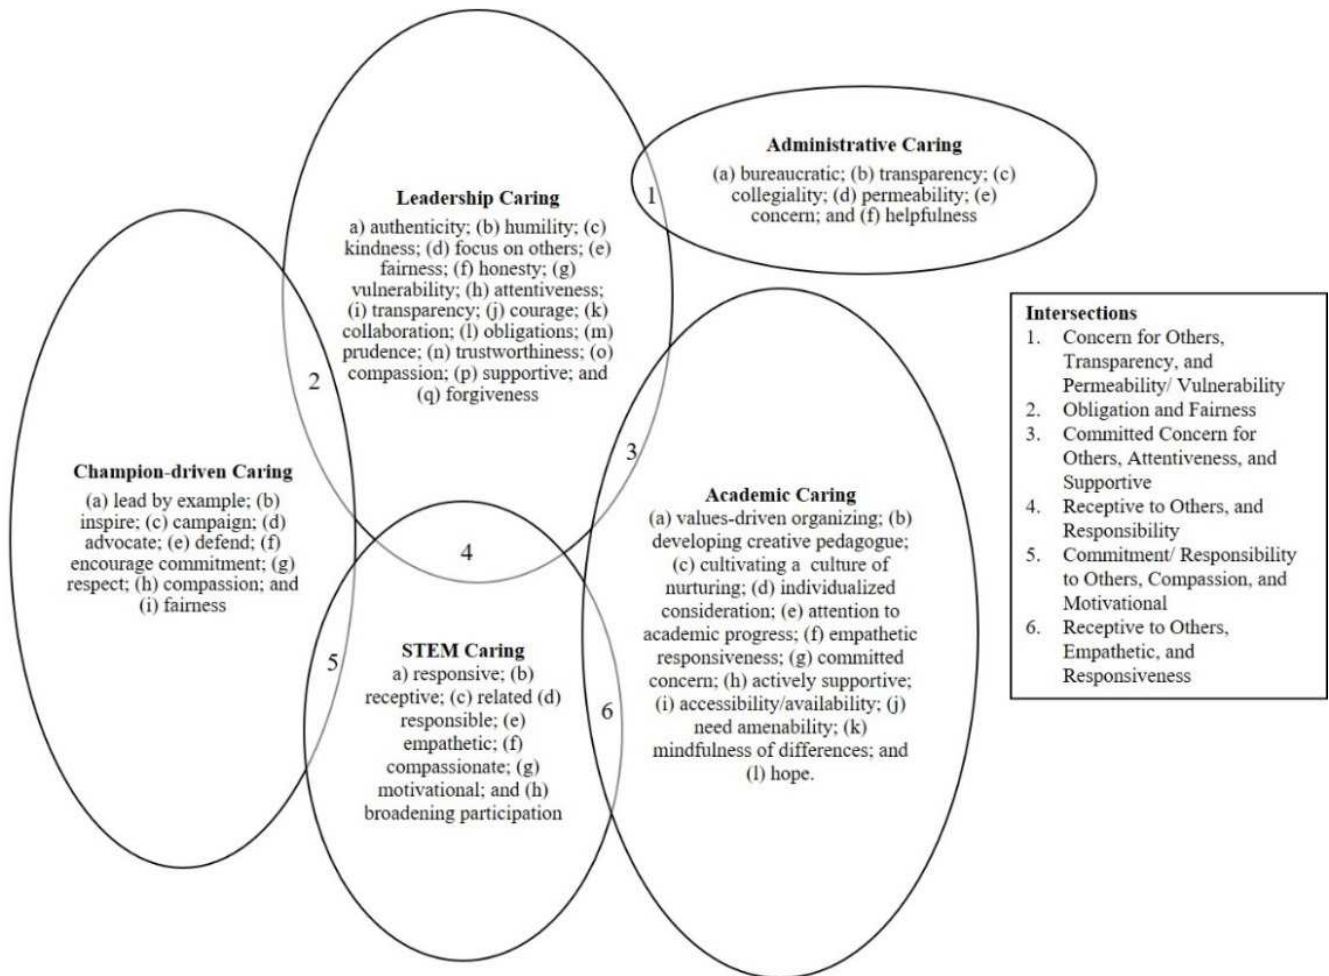 Administrative Caring
(a) bureaucratic; (b) transparency; (c)
collegiality; (d) permeability; (e)
concern; and (f) helpfulness
1
Leadership Caring
a) authenticity; (b) humility; (c)
kindness; (d) focus on others; (e)
fairness; (f) honesty; (g)
vulnerability; (h) attentiveness;
(i) transparency; (j) courage; (k)
collaboration; (l) obligations; (m)
prudence; (n) trustworthiness; (o)
compassion; (p) supportive; and
(q) forgiveness
2
3
Champion-driven Caring
(a) lead by example; (b)
inspire; (c) campaign; (d)
advocate; (e) defend; (f)
encourage commitment; (g)
respect; (h) compassion; and
(i) fairness
4
5
STEM Caring
a) responsive; (b)
receptive; (c) related (d)
responsible; (e)
empathetic; (f)
compassionate; (g)
motivational; and (h)
broadening participation
6
Academic Caring
(a) values-driven organizing; (b)
developing creative pedagogue;
(c) cultivating a culture of
nurturing; (d) individualized
consideration; (e) attention to
academic progress; (f) empathetic
responsiveness; (g) committed
concern; (h) actively supportive;
(i) accessibility/availability; (j)
need amenability; (k)
mindfulness of differences; and
(l) hope.
Intersections
1. Concern for Others,
Transparency, and
Permeability/ Vulnerability
2. Obligation and Fairness
3. Committed Concern for
Others, Attentiveness, and
Supportive
4. Receptive to Others, and
Responsibility
5. Commitment/ Responsibility
to Others, Compassion, and
Motivational
6. Receptive to Others,
Empathetic, and
Responsiveness